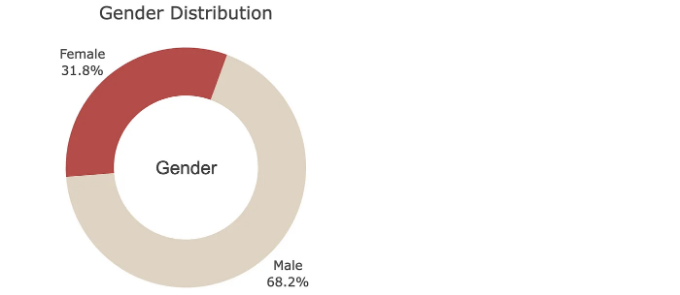 Gender Distribution
Female
31.8%
Gender
Male
68.2%